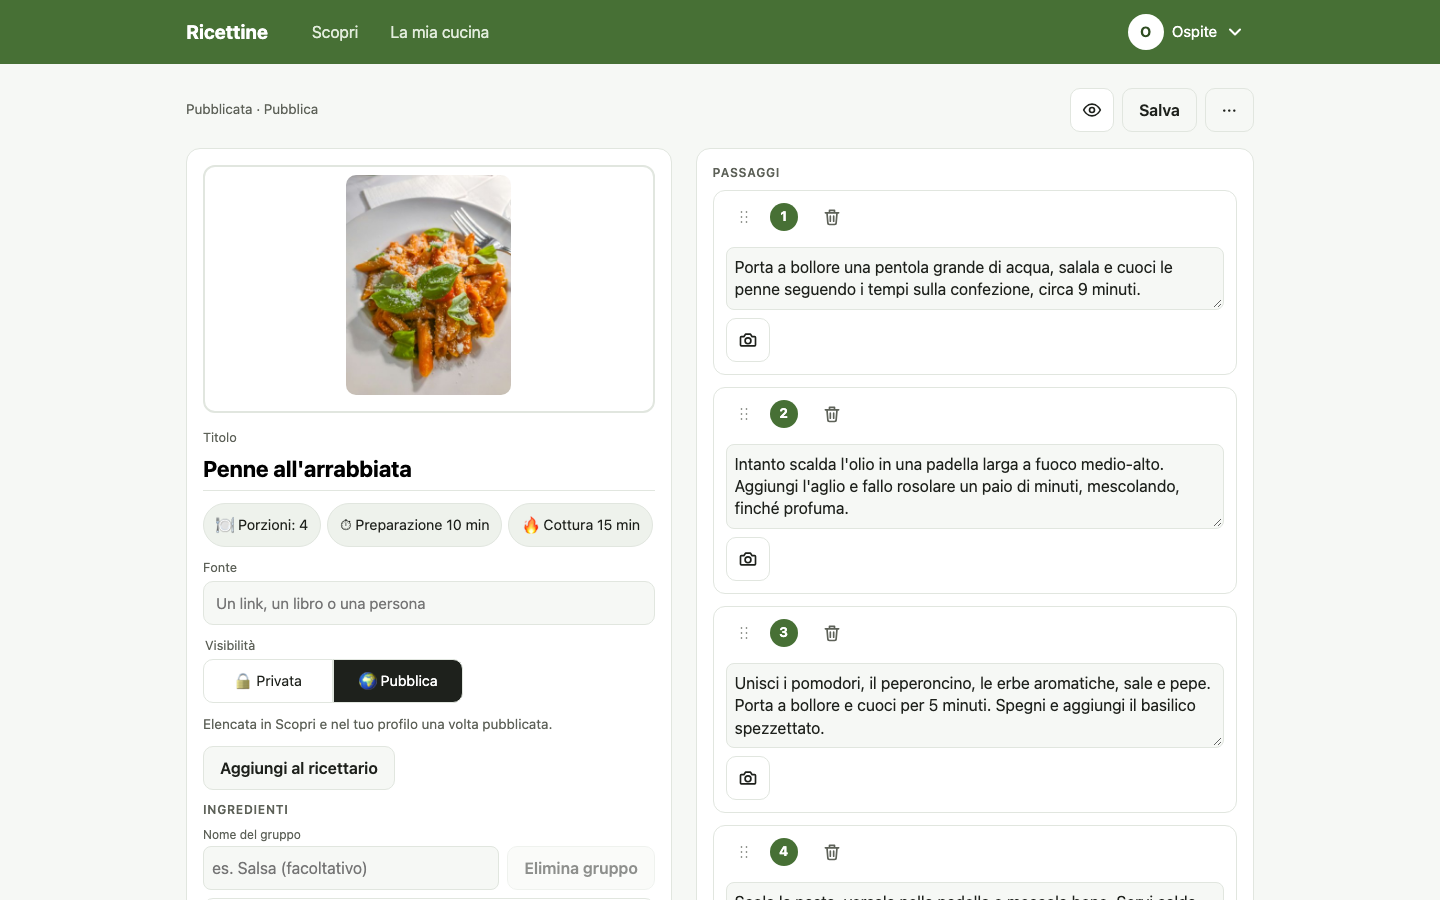 Ricettine
Scopri
La mia cucina
O
Ospite
Pubblicata · Pubblica
Salva
Titolo
Penne all'arrabbiata
Porzioni: 4
Preparazione 10 min
Cottura 15 min
Fonte
Un link, un libro o una persona
Visibilità
Privata
Pubblica
Elencata in Scopri e nel tuo profilo una volta pubblicata.
Aggiungi al ricettario
INGREDIENTI
Nome del gruppo
es. Salsa (facoltativo)
Elimina gruppo
PASSAGGI
1
Porta a bollore una pentola grande di acqua, salala e cuoci le
penne seguendo i tempi sulla confezione, circa 9 minuti.
2
Intanto scalda l'olio in una padella larga a fuoco medio-alto.
Aggiungi l'aglio e fallo rosolare un paio di minuti, mescolando,
finché profuma.
3
Unisci i pomodori, il peperoncino, le erbe aromatiche, sale e pepe.
Porta a bollore e cuoci per 5 minuti. Spegni e aggiungi il basilico
spezzettato.
4